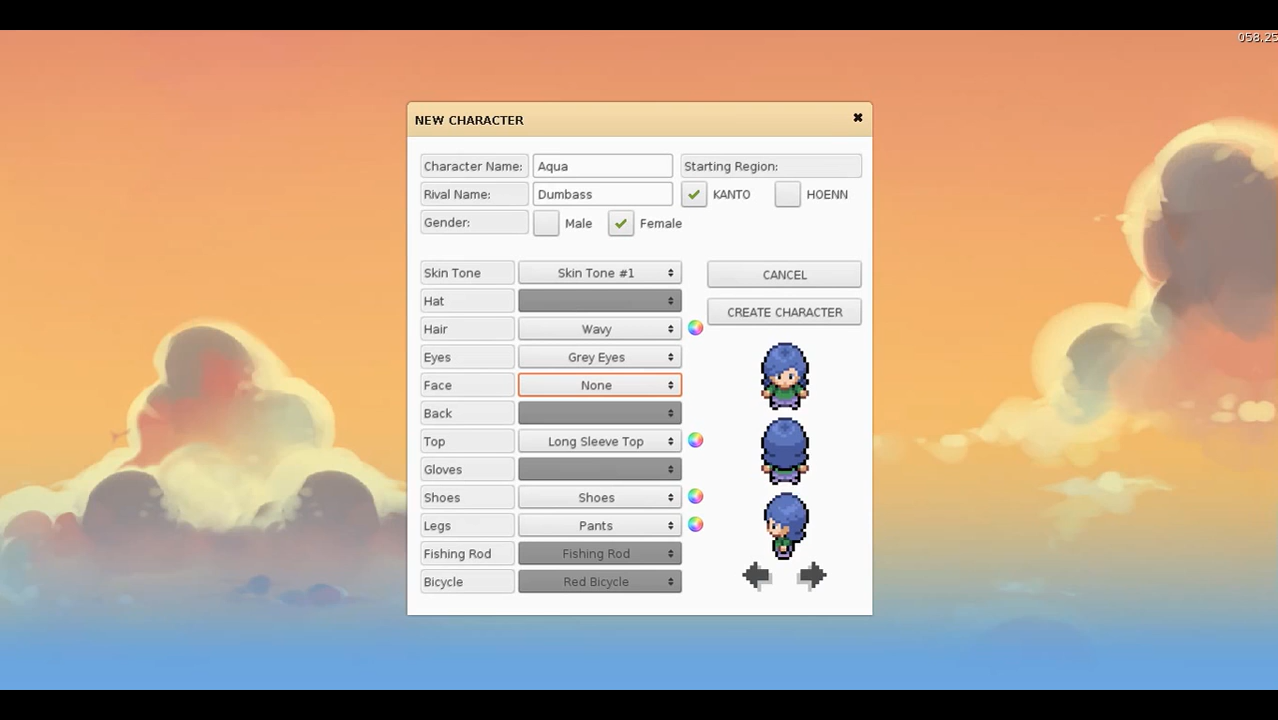 058.25
NEW CHARACTER
Character Name: Aqua Starting Region:
Rival Name: Dumbass KANTO HOENN
Gender: Male Female
Skin Tone Skin Tone #1 CANCEL
Hat
CREATE CHARACTER
Hair Wavy
Eyes Grey Eyes
Face None
Back
Top Long Sleeve Top
Gloves
Shoes Shoes
Legs Pants
Fishing Rod Fishing Rod
Bicycle Red Bicycle